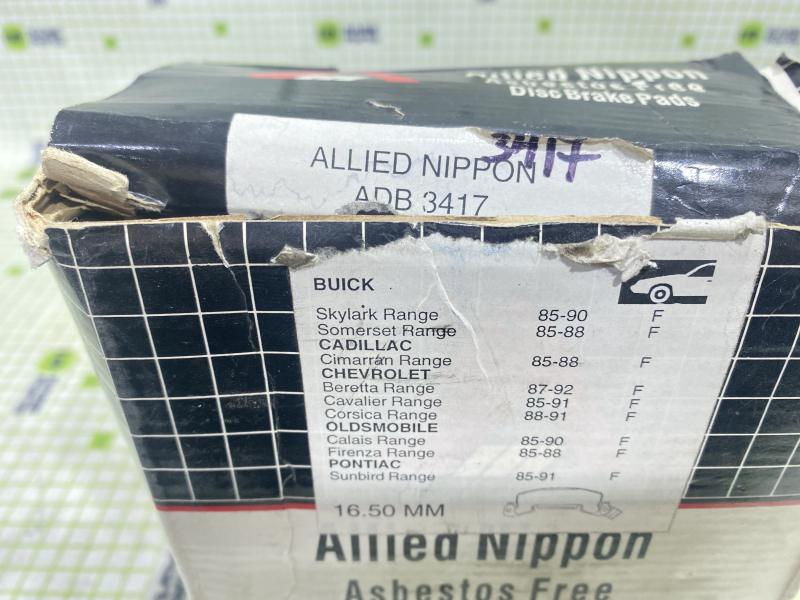 Allied Nippon
Asbestos Free
Disc Brake Pads
3417
ALLIED NIPPON
ADB 3417
BUICK
Skylark Range 85-90 F
Somerset Range 85-88 F
CADILLAC
Cimarran Range 85-88 F
CHEVROLET
Beretta Range 87-92 F
Cavalier Range 85-91 F
Corsica Range 88-91 F
OLDSMOBILE
Calais Range 85-90 F
Firenza Range 85-88 F
PONTIAC
Sunbird Range 85-91 F
16.50 MM
Allied Nippon
Asbestos Free